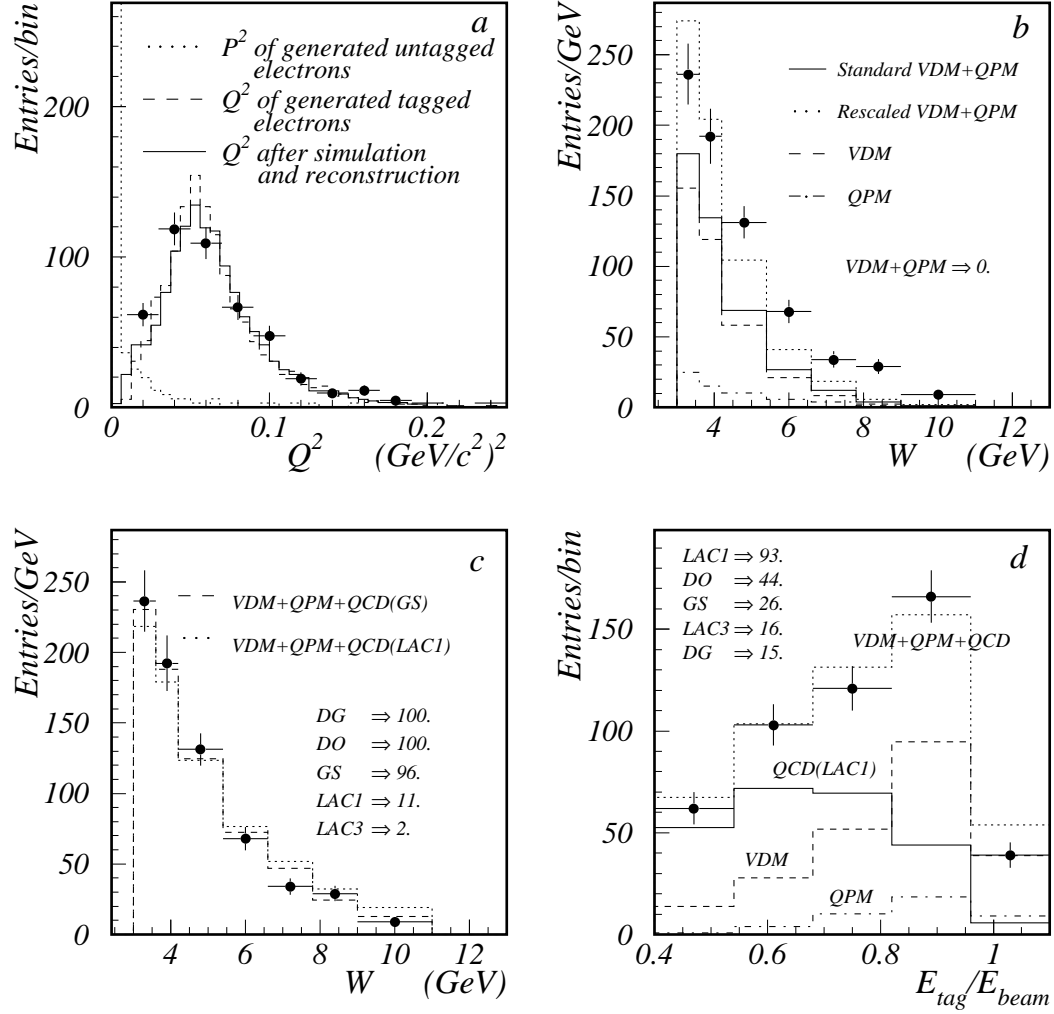 a
Entries/bin
P² of generated untagged
electrons
Q² of generated tagged
electrons
Q² after simulation
and reconstruction
200
100
0
0 0.1 0.2
Q² (GeV/c²)²
b
Entries/GeV
Standard VDM+QPM
Rescaled VDM+QPM
VDM
QPM
VDM+QPM ⇒ 0.
250
200
150
100
50
0
4 6 8 10 12
W (GeV)
c
Entries/GeV
VDM+QPM+QCD(GS)
VDM+QPM+QCD(LAC1)
DG ⇒ 100.
DO ⇒ 100.
GS ⇒ 96.
LAC1 ⇒ 11.
LAC3 ⇒ 2.
250
200
150
100
50
0
4 6 8 10 12
W (GeV)
d
Entries/bin
LAC1 ⇒ 93.
DO ⇒ 44.
GS ⇒ 26.
LAC3 ⇒ 16.
DG ⇒ 15.
VDM+QPM+QCD
QCD(LAC1)
VDM
QPM
150
100
50
0
0.4 0.6 0.8 1
E_tag/E_beam